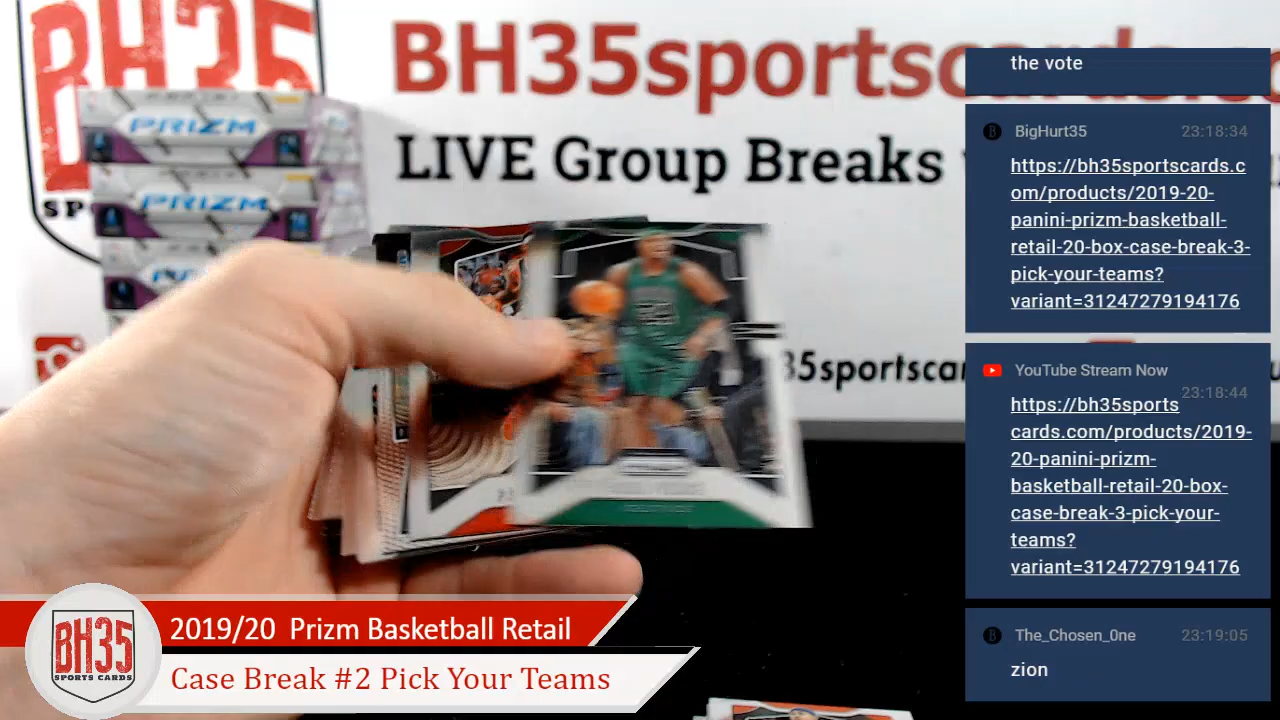 BH35
SP
PRIZM
PRIZM
BH35sportscards.c
LIVE Group Breaks
35sportscar
the vote
BigHurt35 23:18:34
https://bh35sportscards.c
om/products/2019-20-
panini-prizm-basketball-
retail-20-box-case-break-3-
pick-your-teams?
variant=31247279194176
YouTube Stream Now
23:18:44
https://bh35sports
cards.com/products/2019-
20-panini-prizm-
basketball-retail-20-box-
case-break-3-pick-your-
teams?
variant=31247279194176
The_Chosen_0ne 23:19:05
zion
BH35
SPORTS CARDS
2019/20 Prizm Basketball Retail
Case Break #2 Pick Your Teams